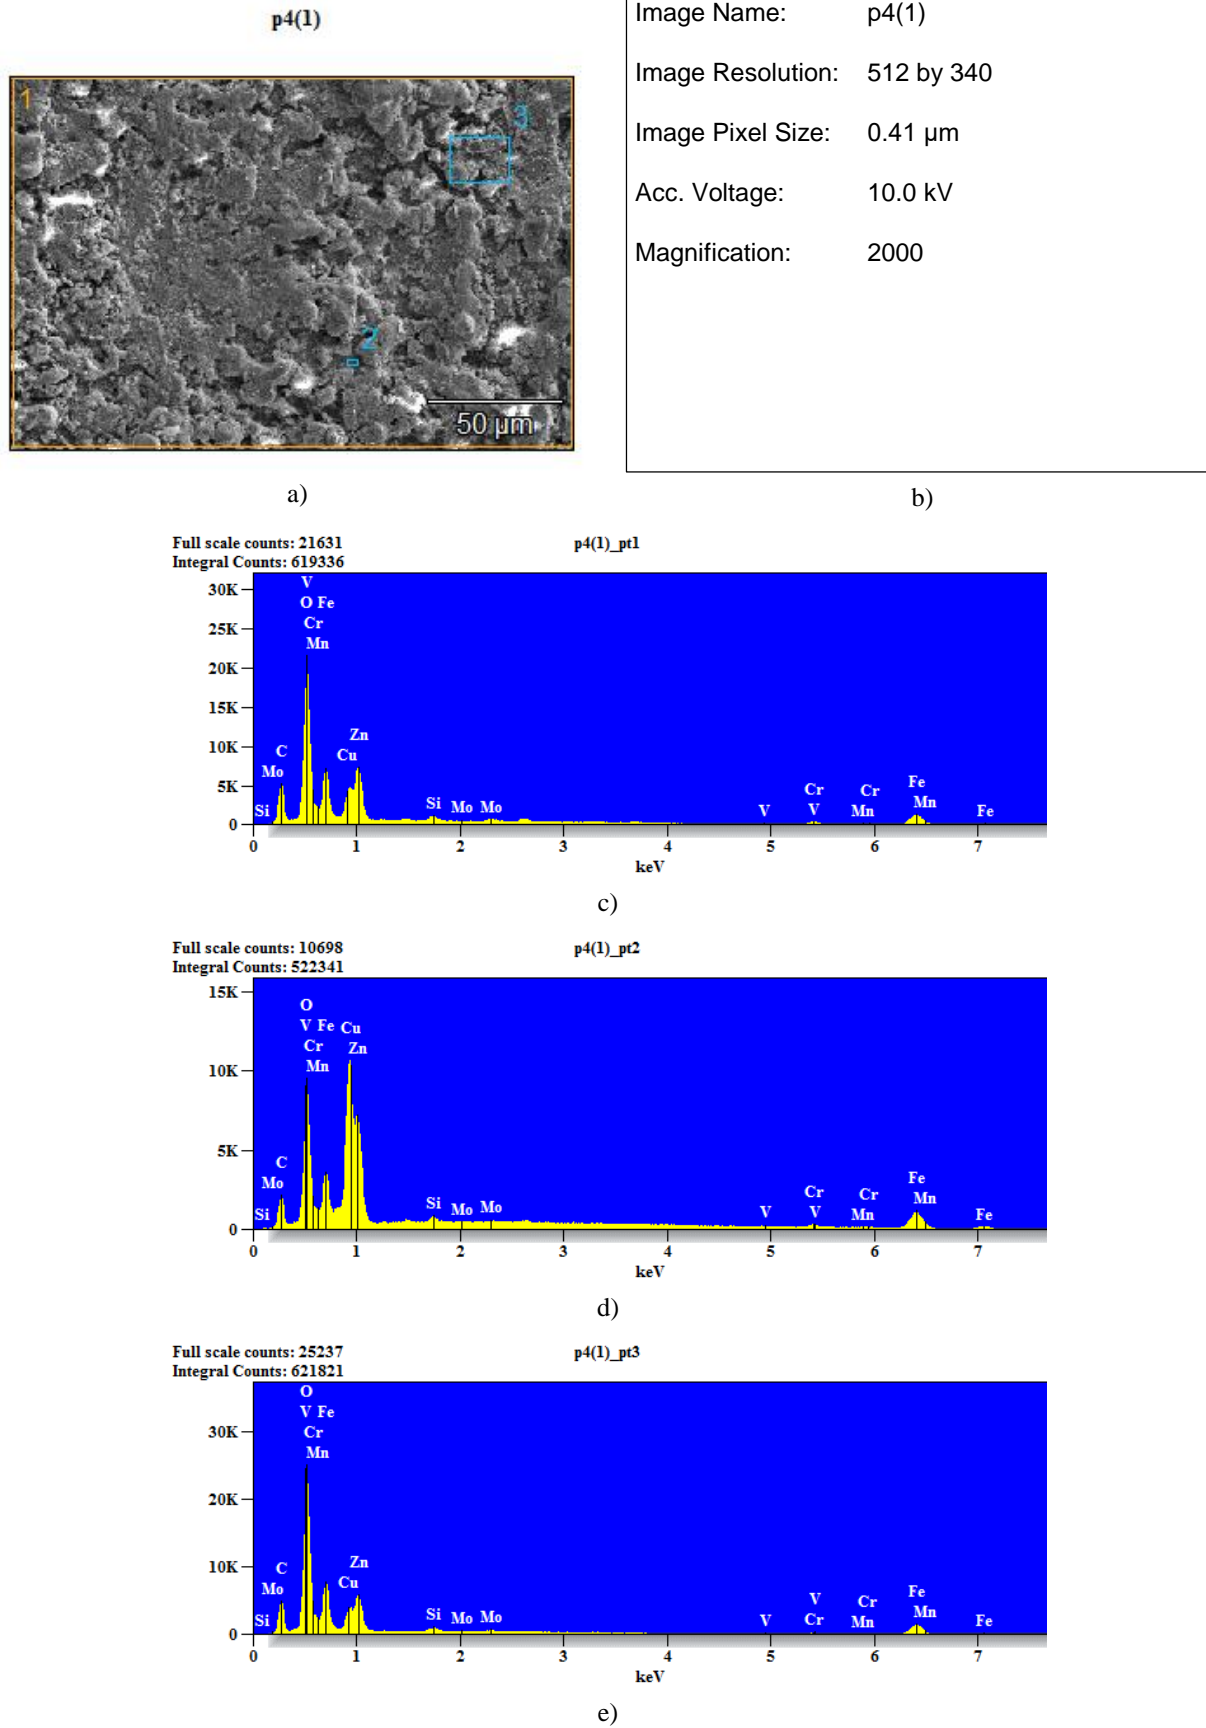 p4(1)
Image Name: p4(1)
Image Resolution: 512 by 340
Image Pixel Size: 0.41 µm
Acc. Voltage: 10.0 kV
Magnification: 2000
1
3
2
50 µm
a)
b)
Full scale counts: 21631
p4(1)_pt1
Integral Counts: 619336
30K
25K
20K
15K
10K
5K
0
V
O Fe
Cr
Mn
C
Mo
Si
Zn
Cu
Si Mo Mo
V
Cr
V
Cr
Mn
Fe
Mn
Fe
0 1 2 3 4 5 6 7
keV
c)
Full scale counts: 10698
p4(1)_pt2
Integral Counts: 522341
15K
10K
5K
0
O
V Fe Cu
Cr Zn
Mn
C
Mo
Si
Si Mo Mo
V
Cr
V
Cr
Mn
Fe
Mn
Fe
0 1 2 3 4 5 6 7
keV
d)
Full scale counts: 25237
p4(1)_pt3
Integral Counts: 621821
30K
20K
10K
0
O
V Fe
Cr
Mn
C
Mo
Si
Zn
Cu
Si Mo Mo
V
V
Cr
Cr
Mn
Fe
Mn
Fe
0 1 2 3 4 5 6 7
keV
e)